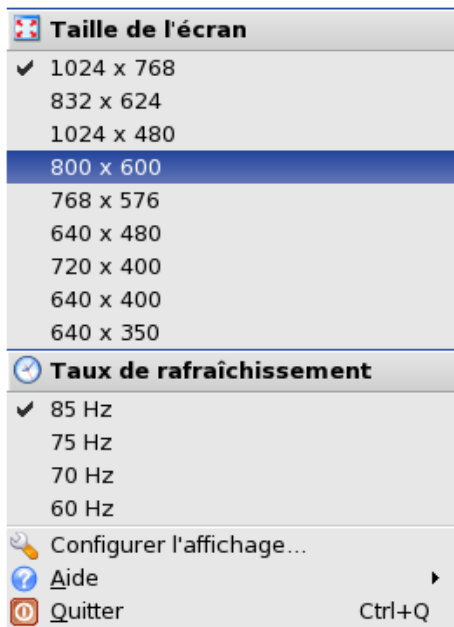 Taille de l'écran
1024 x 768
832 x 624
1024 x 480
800 x 600
768 x 576
640 x 480
720 x 400
640 x 400
640 x 350
Taux de rafraîchissement
85 Hz
75 Hz
70 Hz
60 Hz
Configurer l'affichage...
Aide
Quitter Ctrl+Q